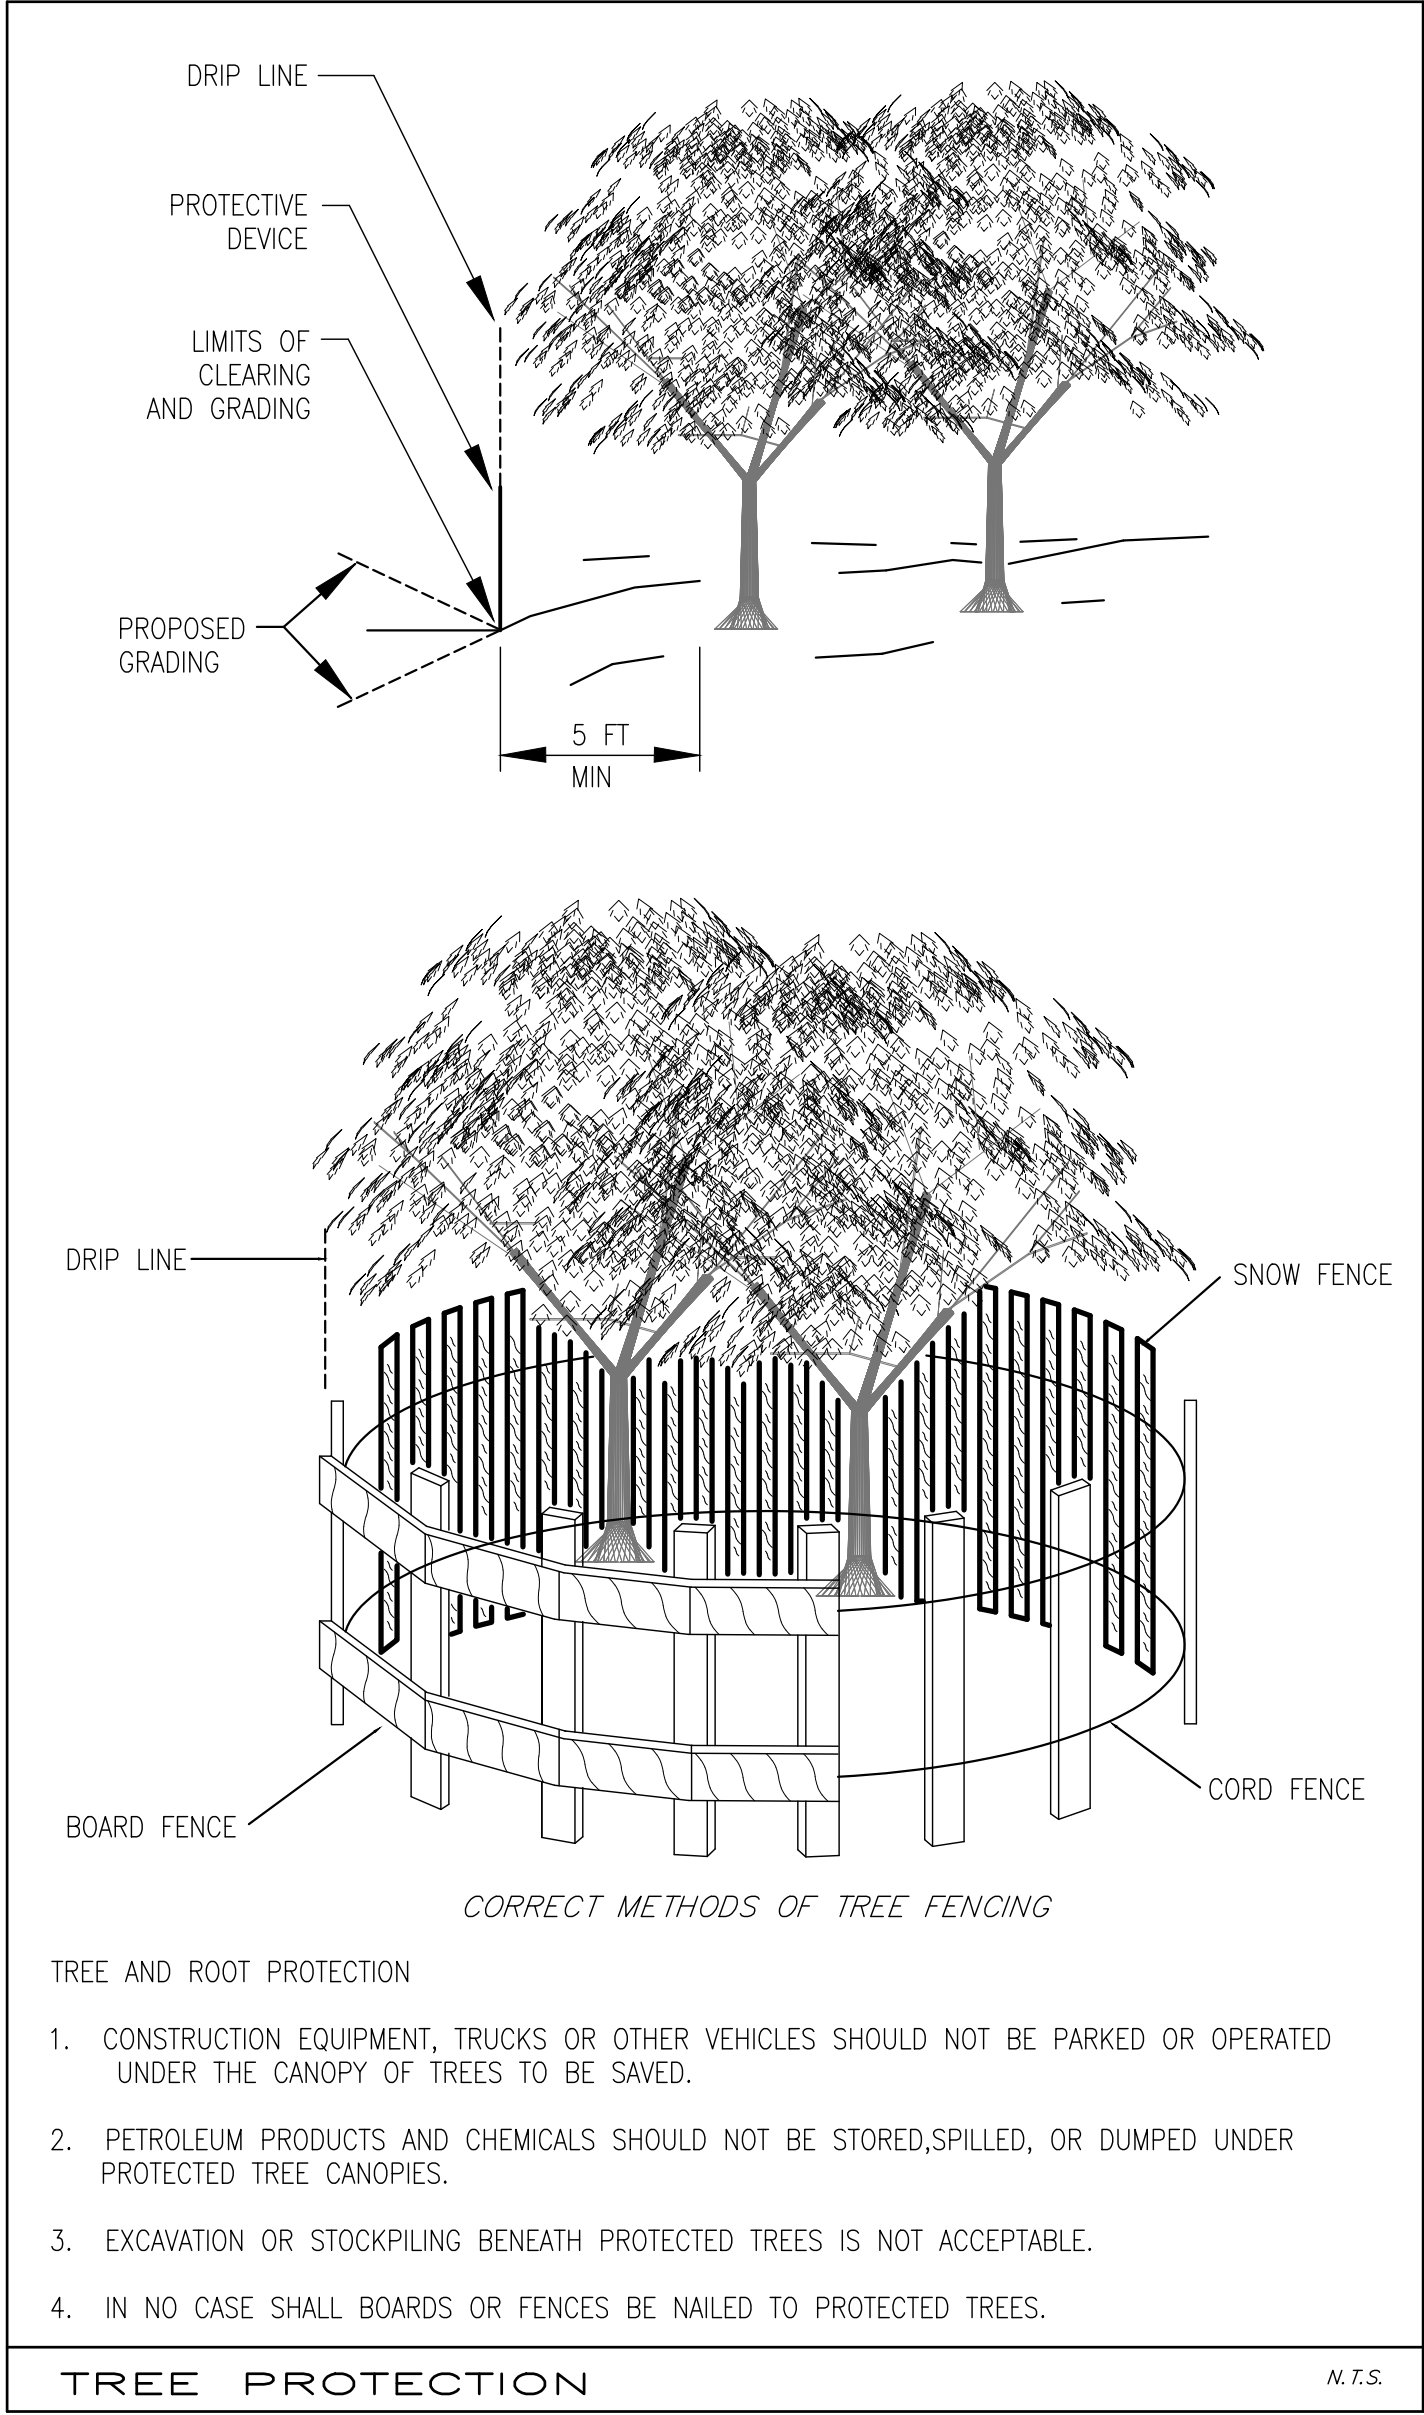 DRIP LINE
PROTECTIVE
DEVICE
LIMITS OF
CLEARING
AND GRADING
PROPOSED
GRADING
5 FT
MIN
DRIP LINE
SNOW FENCE
CORD FENCE
BOARD FENCE
CORRECT METHODS OF TREE FENCING
TREE AND ROOT PROTECTION
1. CONSTRUCTION EQUIPMENT, TRUCKS OR OTHER VEHICLES SHOULD NOT BE PARKED OR OPERATED
UNDER THE CANOPY OF TREES TO BE SAVED.
2. PETROLEUM PRODUCTS AND CHEMICALS SHOULD NOT BE STORED,SPILLED, OR DUMPED UNDER
PROTECTED TREE CANOPIES.
3. EXCAVATION OR STOCKPILING BENEATH PROTECTED TREES IS NOT ACCEPTABLE.
4. IN NO CASE SHALL BOARDS OR FENCES BE NAILED TO PROTECTED TREES.
TREE PROTECTION
N.T.S.